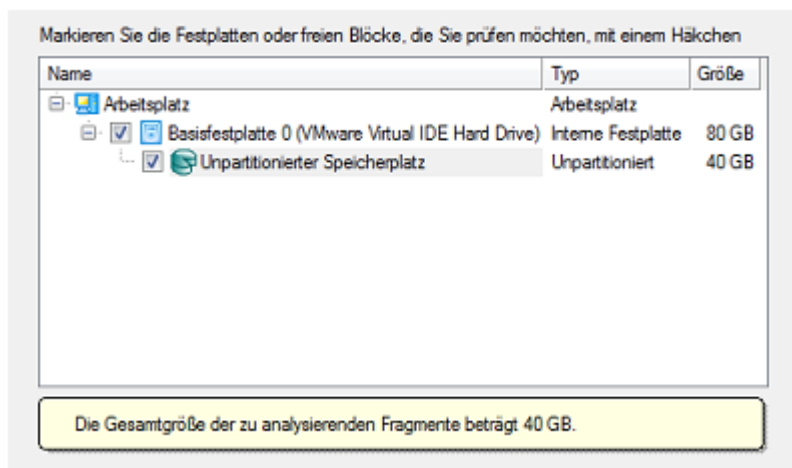 Markieren Sie die Festplatten oder freien Blöcke, die Sie prüfen möchten, mit einem Häkchen
Name Typ Größe
Arbeitsplatz Arbeitsplatz
Basisfestplatte 0 (VMware Virtual IDE Hard Drive) Interne Festplatte 80 GB
Unpartitionierter Speicherplatz Unpartitioniert 40 GB
Die Gesamtgröße der zu analysierenden Fragmente beträgt 40 GB.